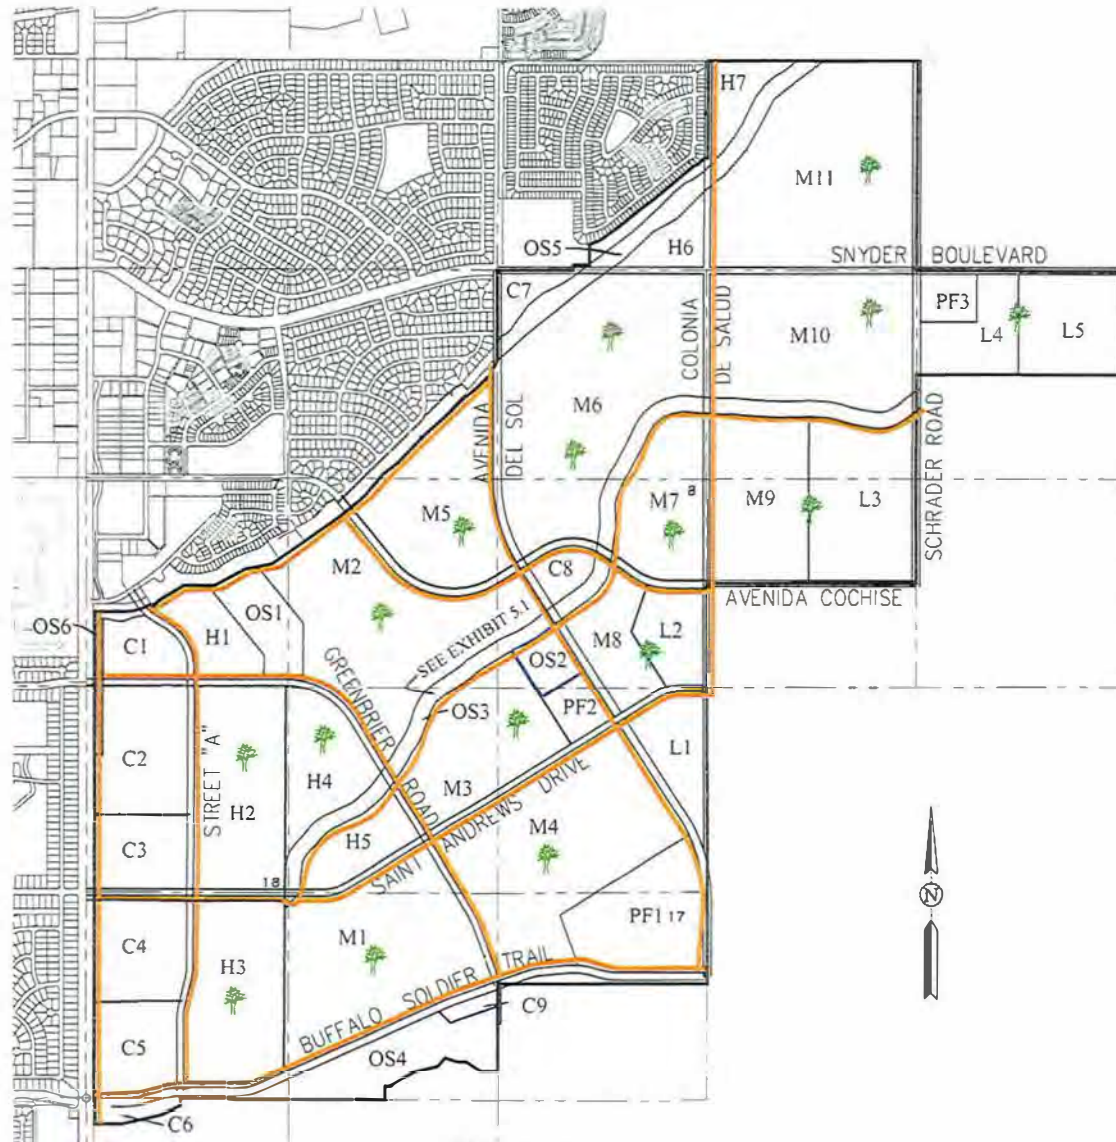 H7
M11
OS5
H6
SNYDER BOULEVARD
C7
COLONIA
DE SALUD
PF3
M10
L4
L5
M6
AVENIDA
DEL SOL
SCHRADER ROAD
M5
M7 8
M9
L3
M2
C8
AVENIDA COCHISE
OS6
C1
H1
OS1
SEE EXHIBIT 5.1
M8
L2
OS2
GREENBRIER
ROAD
OS3
PF2
L1
C2
STREET "A"
H2
H4
M3
SAINT ANDREWS DRIVE
M4
C3
H5
18
N
PF1 17
C4
H3
M1
BUFFALO SOLDIER TRAIL
C9
C5
OS4
C6